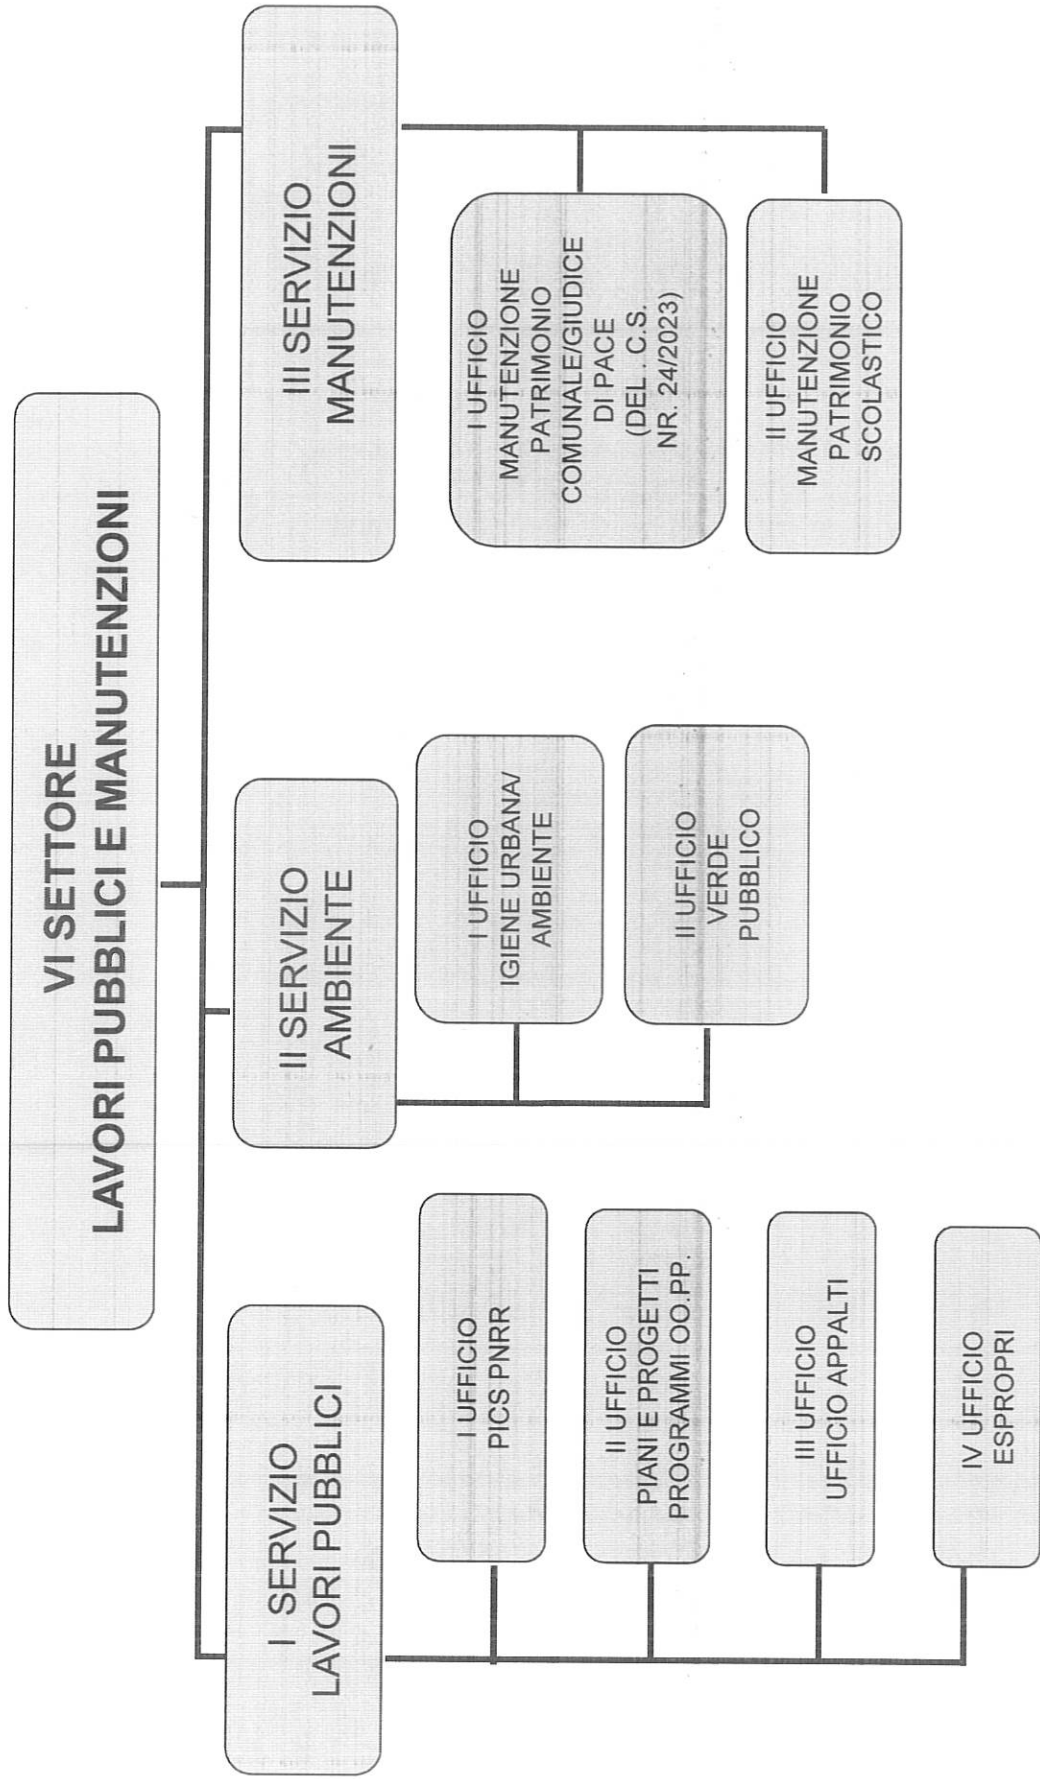 VI SETTORE
LAVORI PUBBLICI E MANUTENZIONI
I SERVIZIO
LAVORI PUBBLICI
I UFFICIO
PICS PNRR
II UFFICIO
PIANI E PROGETTI
PROGRAMMI OO.PP.
III UFFICIO
UFFICIO APPALTI
IV UFFICIO
ESPROPRI
II SERVIZIO
AMBIENTE
I UFFICIO
IGIENE URBANA/
AMBIENTE
II UFFICIO
VERDE
PUBBLICO
III SERVIZIO
MANUTENZIONI
I UFFICIO
MANUTENZIONE
PATRIMONIO
COMUNALE/GIUDICE
DI PACE
(DEL . C.S.
NR. 24/2023)
II UFFICIO
MANUTENZIONE
PATRIMONIO
SCOLASTICO